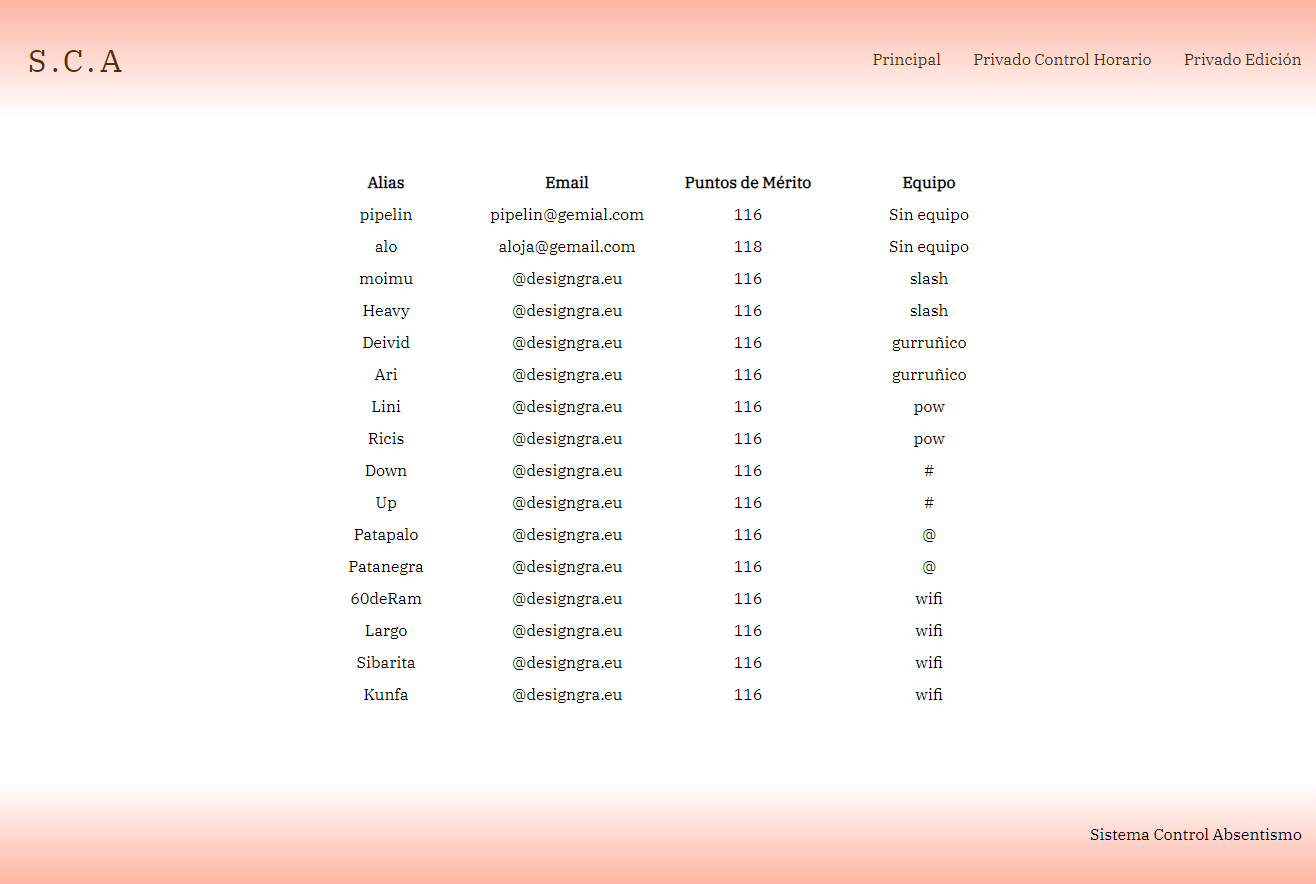 S.C.A Principal Privado Control Horario Privado Edición
Alias Email Puntos de Mérito Equipo
pipelin pipelin@gemial.com 116 Sin equipo
alo aloja@gemail.com 118 Sin equipo
moimu @designgra.eu 116 slash
Heavy @designgra.eu 116 slash
Deivid @designgra.eu 116 gurruñico
Ari @designgra.eu 116 gurruñico
Lini @designgra.eu 116 pow
Ricis @designgra.eu 116 pow
Down @designgra.eu 116 #
Up @designgra.eu 116 #
Patapalo @designgra.eu 116 @
Patanegra @designgra.eu 116 @
60deRam @designgra.eu 116 wifi
Largo @designgra.eu 116 wifi
Sibarita @designgra.eu 116 wifi
Kunfa @designgra.eu 116 wifi
Sistema Control Absentismo